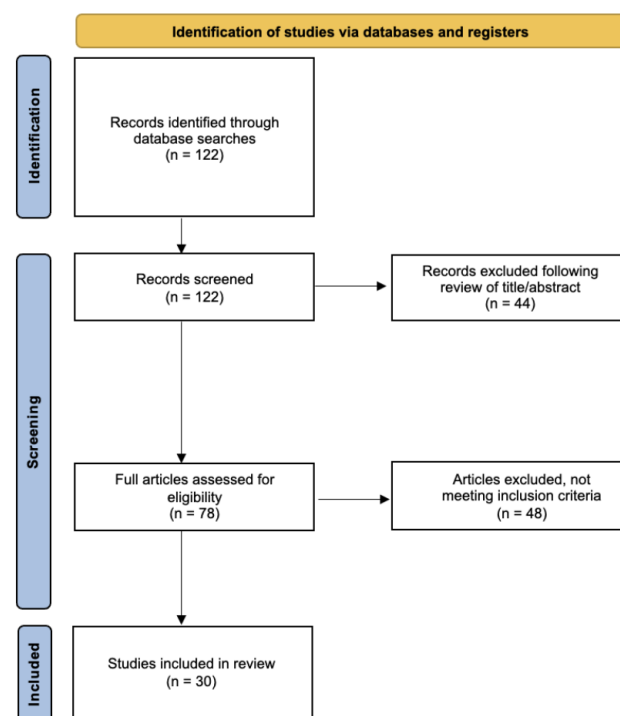 Identification of studies via databases and registers
Identification
Records identified through
database searches
(n = 122)
Screening
Records screened
(n = 122)
Records excluded following
review of title/abstract
(n = 44)
Full articles assessed for
eligibility
(n = 78)
Articles excluded, not
meeting inclusion criteria
(n = 48)
Included
Studies included in review
(n = 30)